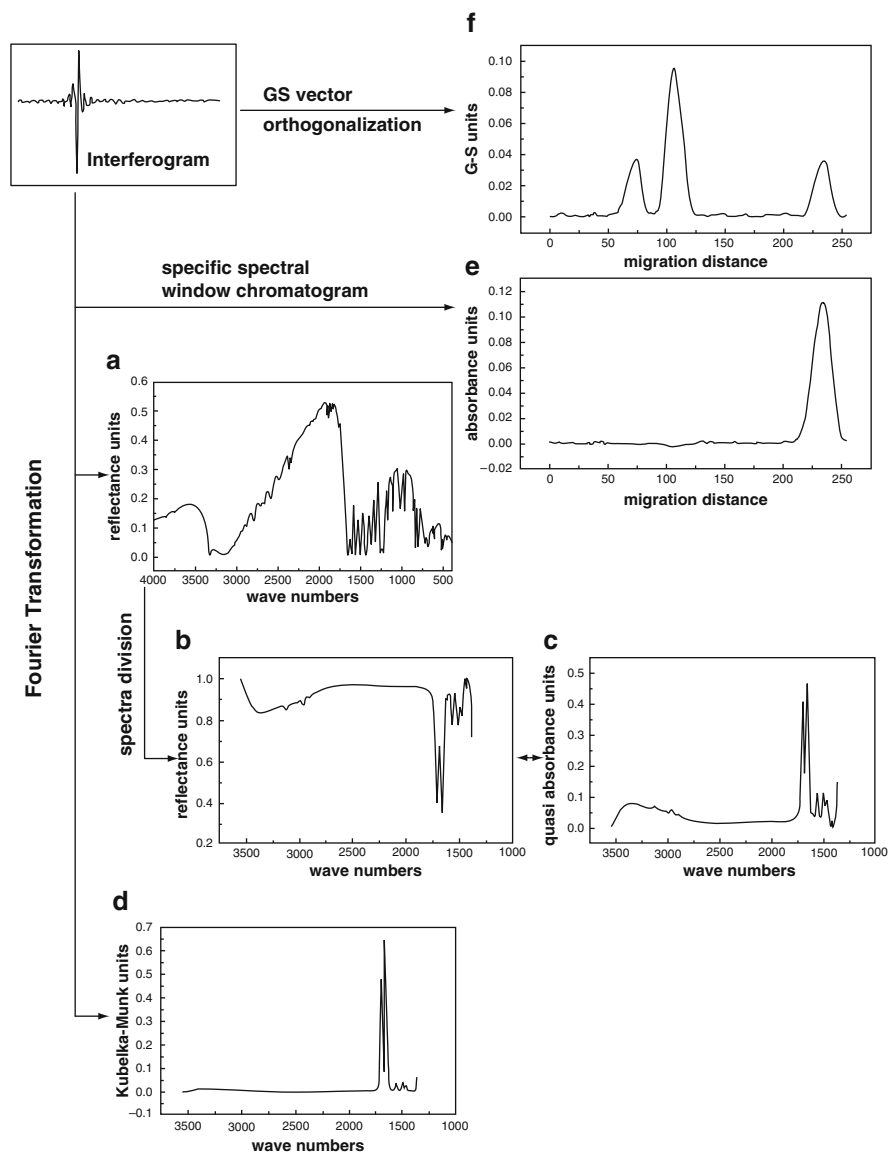 f
Interferogram
GS vector
orthogonalization
G-S units
0.10
0.08
0.06
0.04
0.02
0.00
0 50 100 150 200 250
migration distance
specific spectral
window chromatogram
e
absorbance units
0.12
0.10
0.08
0.06
0.04
0.02
0.00
−0.02
0 50 100 150 200 250
migration distance
Fourier Transformation
a
reflectance units
0.6
0.5
0.4
0.3
0.2
0.1
0.0
4000 3500 3000 2500 2000 1500 1000 500
wave numbers
spectra division
b
reflectance units
1.0
0.8
0.6
0.4
0.2
3500 3000 2500 2000 1500 1000
wave numbers
c
quasi absorbance units
0.5
0.4
0.3
0.2
0.1
0.0
3500 3000 2500 2000 1500 1000
wave numbers
d
Kubelka-Munk units
0.7
0.6
0.5
0.4
0.3
0.2
0.1
0.0
−0.1
3500 3000 2500 2000 1500 1000
wave numbers